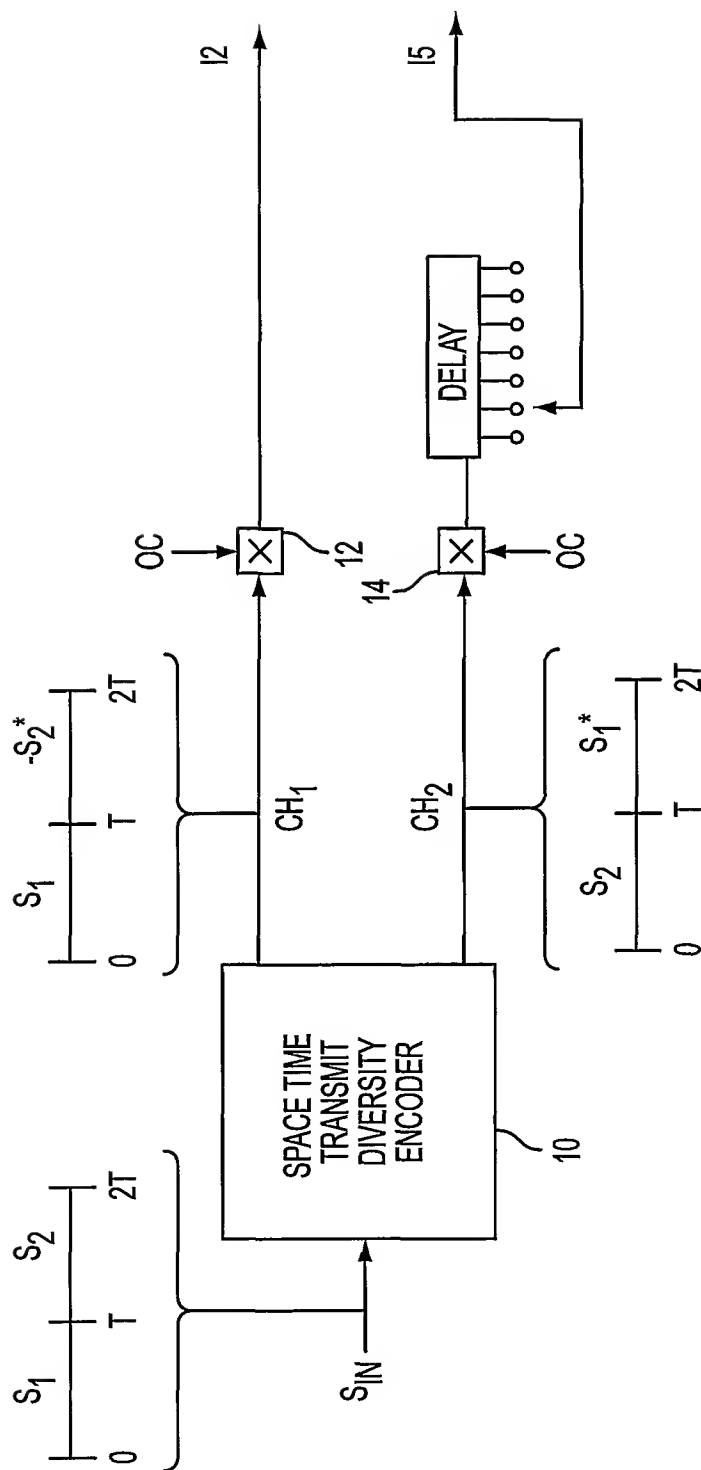 S1 S2
0 T 2T
SIN
SPACE TIME
TRANSMIT
DIVERSITY
ENCODER
10
S1 -S2*
0 T 2T
CH1
CH2
S2 S1*
0 T 2T
OC
12
14
OC
DELAY
I2
I5